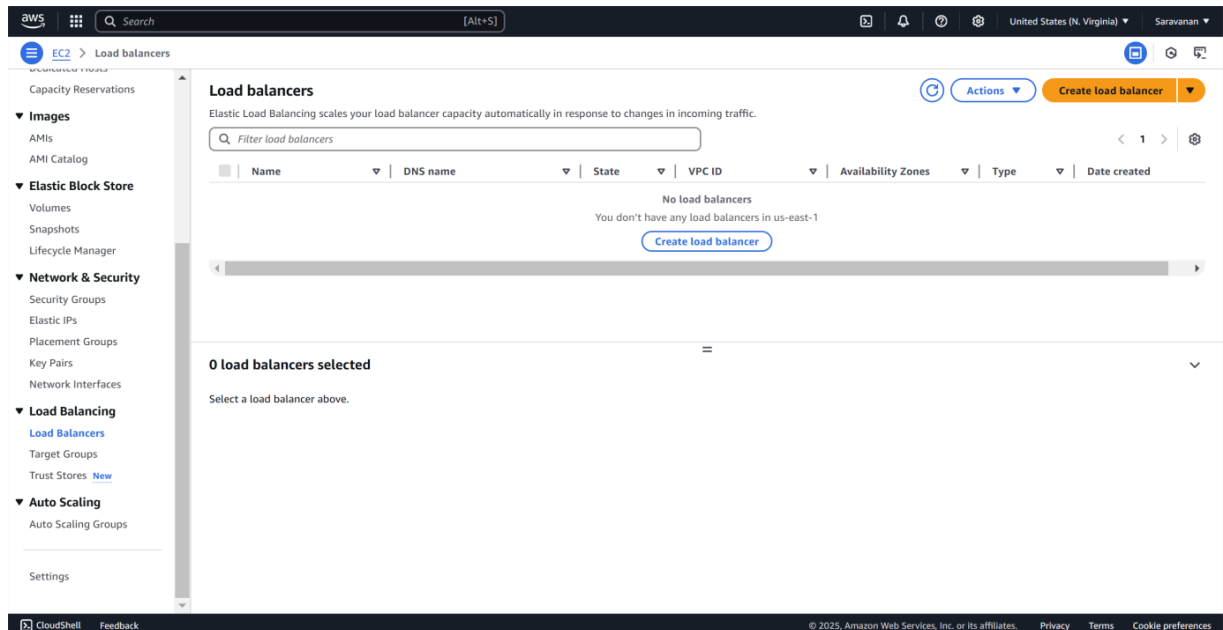 aws
Search [Alt+S]
United States (N. Virginia) ▼ Saravanan ▼
EC2 > Load balancers
Dedicated Hosts
Capacity Reservations
▼ Images
AMIs
AMI Catalog
▼ Elastic Block Store
Volumes
Snapshots
Lifecycle Manager
▼ Network & Security
Security Groups
Elastic IPs
Placement Groups
Key Pairs
Network Interfaces
▼ Load Balancing
Load Balancers
Target Groups
Trust Stores New
▼ Auto Scaling
Auto Scaling Groups
Settings
Load balancers
Actions ▼ Create load balancer ▼
Elastic Load Balancing scales your load balancer capacity automatically in response to changes in incoming traffic.
Filter load balancers
< 1 >
Name DNS name State VPC ID Availability Zones Type Date created
No load balancers
You don't have any load balancers in us-east-1
Create load balancer
0 load balancers selected
Select a load balancer above.
CloudShell Feedback © 2025, Amazon Web Services, Inc. or its affiliates. Privacy Terms Cookie preferences